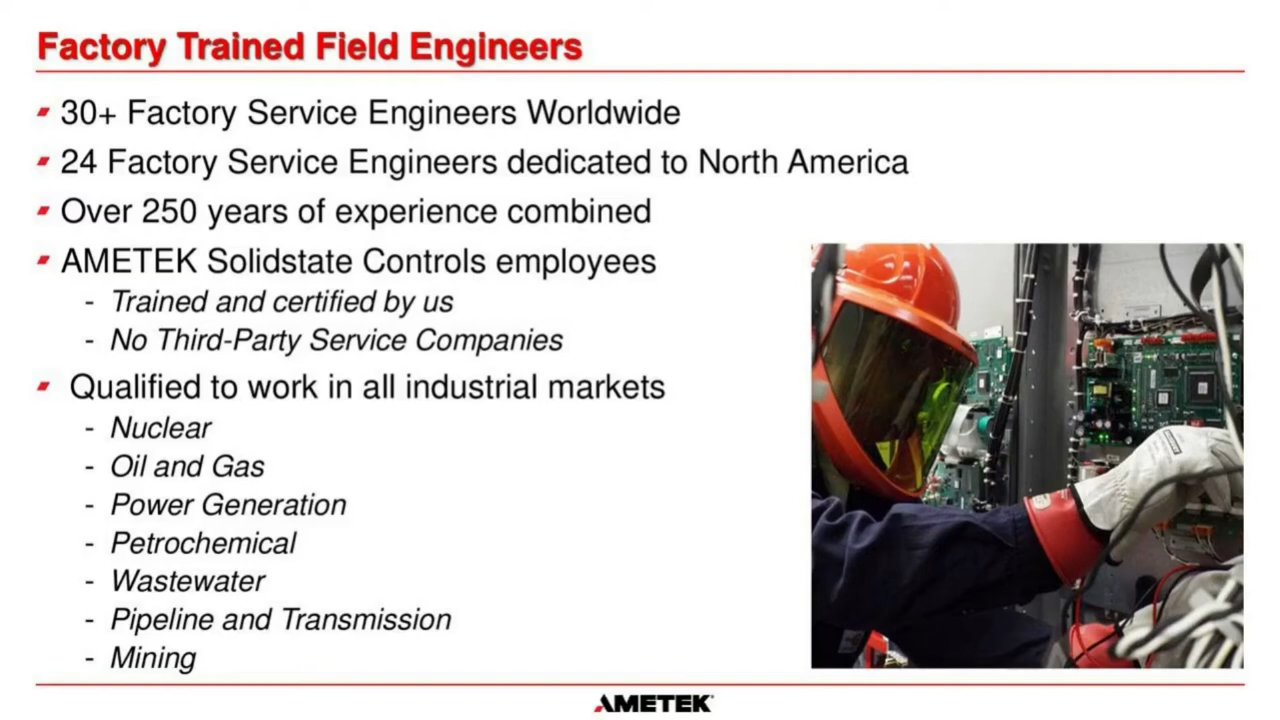 Factory Trained Field Engineers
30+ Factory Service Engineers Worldwide
24 Factory Service Engineers dedicated to North America
Over 250 years of experience combined
AMETEK Solidstate Controls employees
- Trained and certified by us
- No Third-Party Service Companies
Qualified to work in all industrial markets
- Nuclear
- Oil and Gas
- Power Generation
- Petrochemical
- Wastewater
- Pipeline and Transmission
- Mining
AMETEK